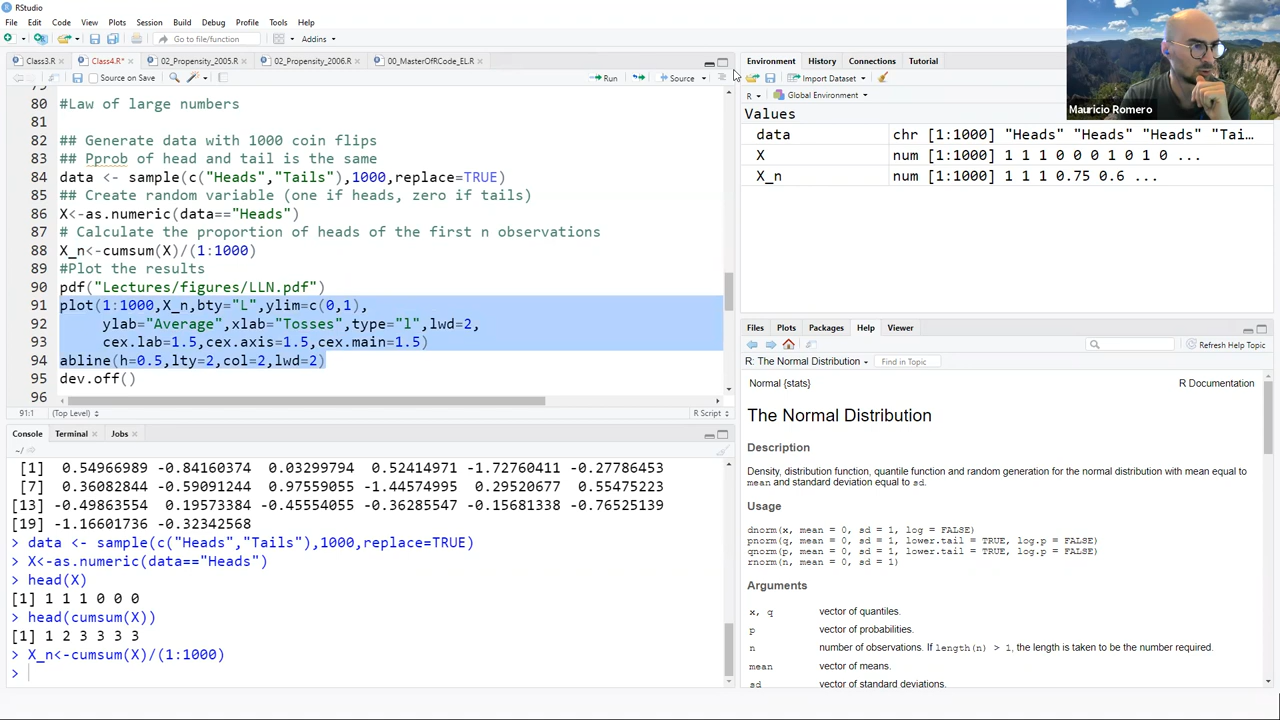 RStudio
File Edit Code View Plots Session Build Debug Profile Tools Help
Go to file/function Addins
Class3.R Class4.R* 02_Propensity_2005.R 02_Propensity_2006.R 00_MasterOfRCode_EL.R
Source on Save Run Source
79
80 #Law of large numbers
81
82 ## Generate data with 1000 coin flips
83 ## Pprob of head and tail is the same
84 data <- sample(c("Heads","Tails"),1000,replace=TRUE)
85 ## Create random variable (one if heads, zero if tails)
86 X<-as.numeric(data=="Heads")
87 # Calculate the proportion of heads of the first n observations
88 X_n<-cumsum(X)/(1:1000)
89 #Plot the results
90 pdf("Lectures/figures/LLN.pdf")
91 plot(1:1000,X_n,bty="L",ylim=c(0,1),
92 ylab="Average",xlab="Tosses",type="l",lwd=2,
93 cex.lab=1.5,cex.axis=1.5,cex.main=1.5)
94 abline(h=0.5,lty=2,col=2,lwd=2)
95 dev.off()
96
91:1 (Top Level) R Script
Console Terminal Jobs
~/
[1] 0.54966989 -0.84160374 0.03299794 0.52414971 -1.72760411 -0.27786453
[7] 0.36082844 -0.59091244 0.97559055 -1.44574995 0.29520677 0.55475223
[13] -0.49863554 0.19573384 -0.45554005 -0.36285547 -0.15681338 -0.76525139
[19] -1.16601736 -0.32342568
> data <- sample(c("Heads","Tails"),1000,replace=TRUE)
> X<-as.numeric(data=="Heads")
> head(X)
[1] 1 1 1 0 0 0
> head(cumsum(X))
[1] 1 2 3 3 3 3
> X_n<-cumsum(X)/(1:1000)
>
Environment History Connections Tutorial
Import Dataset
R Global Environment
Values
data chr [1:1000] "Heads" "Heads" "Heads" "Tai…
X num [1:1000] 1 1 1 0 0 0 1 0 1 0 ...
X_n num [1:1000] 1 1 1 0.75 0.6 ...
Mauricio Romero
Files Plots Packages Help Viewer
Refresh Help Topic
R: The Normal Distribution Find in Topic
Normal {stats} R Documentation
The Normal Distribution
Description
Density, distribution function, quantile function and random generation for the normal distribution with mean equal to
mean and standard deviation equal to sd.
Usage
dnorm(x, mean = 0, sd = 1, log = FALSE)
pnorm(q, mean = 0, sd = 1, lower.tail = TRUE, log.p = FALSE)
qnorm(p, mean = 0, sd = 1, lower.tail = TRUE, log.p = FALSE)
rnorm(n, mean = 0, sd = 1)
Arguments
x, q vector of quantiles.
p vector of probabilities.
n number of observations. If length(n) > 1, the length is taken to be the number required.
mean vector of means.
sd vector of standard deviations.